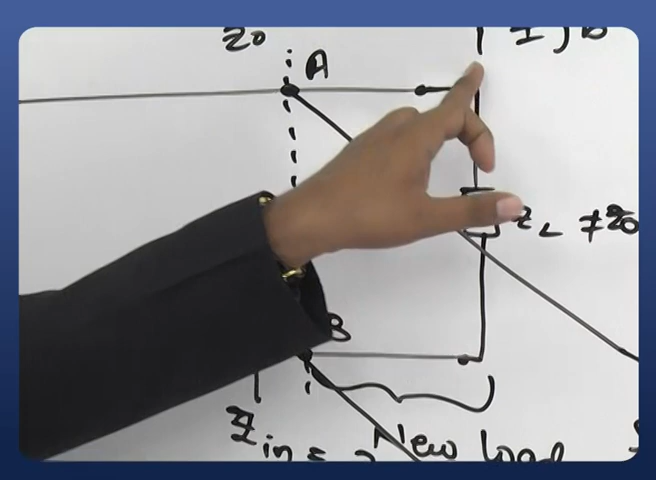 Z0
A
ZL ≠ Z0
B
Zin =
New load